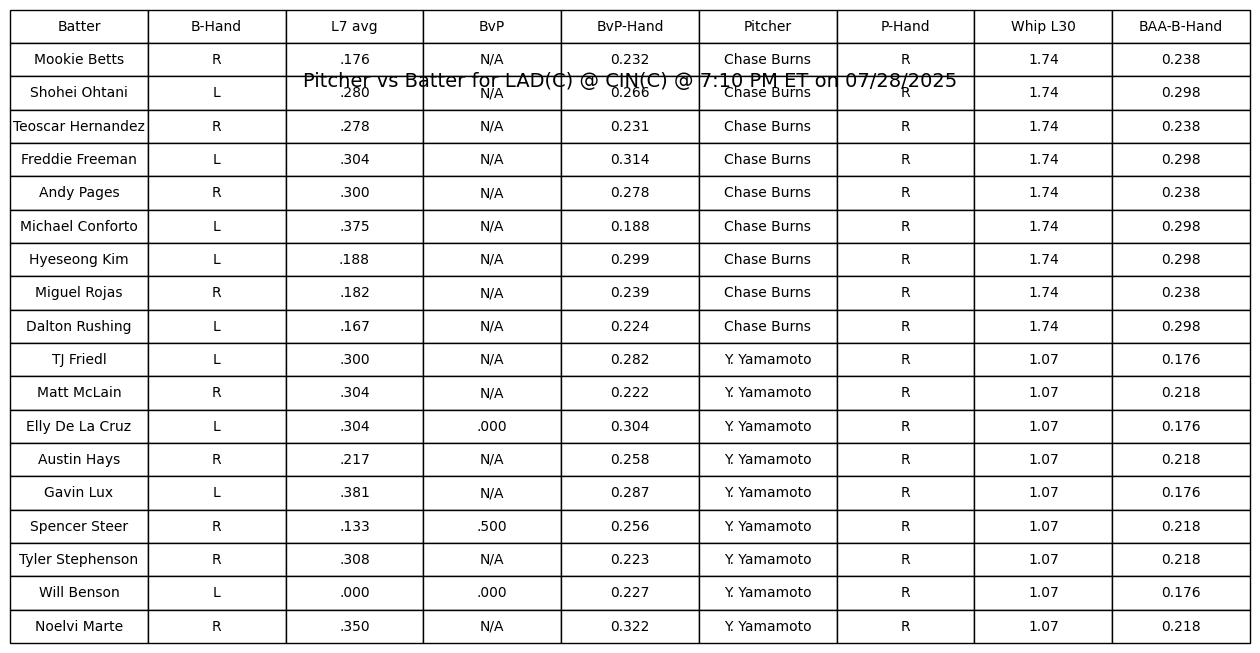 Batter B-Hand L7 avg BvP BvP-Hand Pitcher P-Hand Whip L30 BAA-B-Hand
Mookie Betts R .176 N/A 0.232 Chase Burns R 1.74 0.238
Pitcher vs Batter for LAD(C) @ CIN(C) @ 7:10 PM ET on 07/28/2025
Shohei Ohtani L .280 N/A 0.266 Chase Burns R 1.74 0.298
Teoscar Hernandez R .278 N/A 0.231 Chase Burns R 1.74 0.238
Freddie Freeman L .304 N/A 0.314 Chase Burns R 1.74 0.298
Andy Pages R .300 N/A 0.278 Chase Burns R 1.74 0.238
Michael Conforto L .375 N/A 0.188 Chase Burns R 1.74 0.298
Hyeseong Kim L .188 N/A 0.299 Chase Burns R 1.74 0.298
Miguel Rojas R .182 N/A 0.239 Chase Burns R 1.74 0.238
Dalton Rushing L .167 N/A 0.224 Chase Burns R 1.74 0.298
TJ Friedl L .300 N/A 0.282 Y. Yamamoto R 1.07 0.176
Matt McLain R .304 N/A 0.222 Y. Yamamoto R 1.07 0.218
Elly De La Cruz L .304 .000 0.304 Y. Yamamoto R 1.07 0.176
Austin Hays R .217 N/A 0.258 Y. Yamamoto R 1.07 0.218
Gavin Lux L .381 N/A 0.287 Y. Yamamoto R 1.07 0.176
Spencer Steer R .133 .500 0.256 Y. Yamamoto R 1.07 0.218
Tyler Stephenson R .308 N/A 0.223 Y. Yamamoto R 1.07 0.218
Will Benson L .000 .000 0.227 Y. Yamamoto R 1.07 0.176
Noelvi Marte R .350 N/A 0.322 Y. Yamamoto R 1.07 0.218